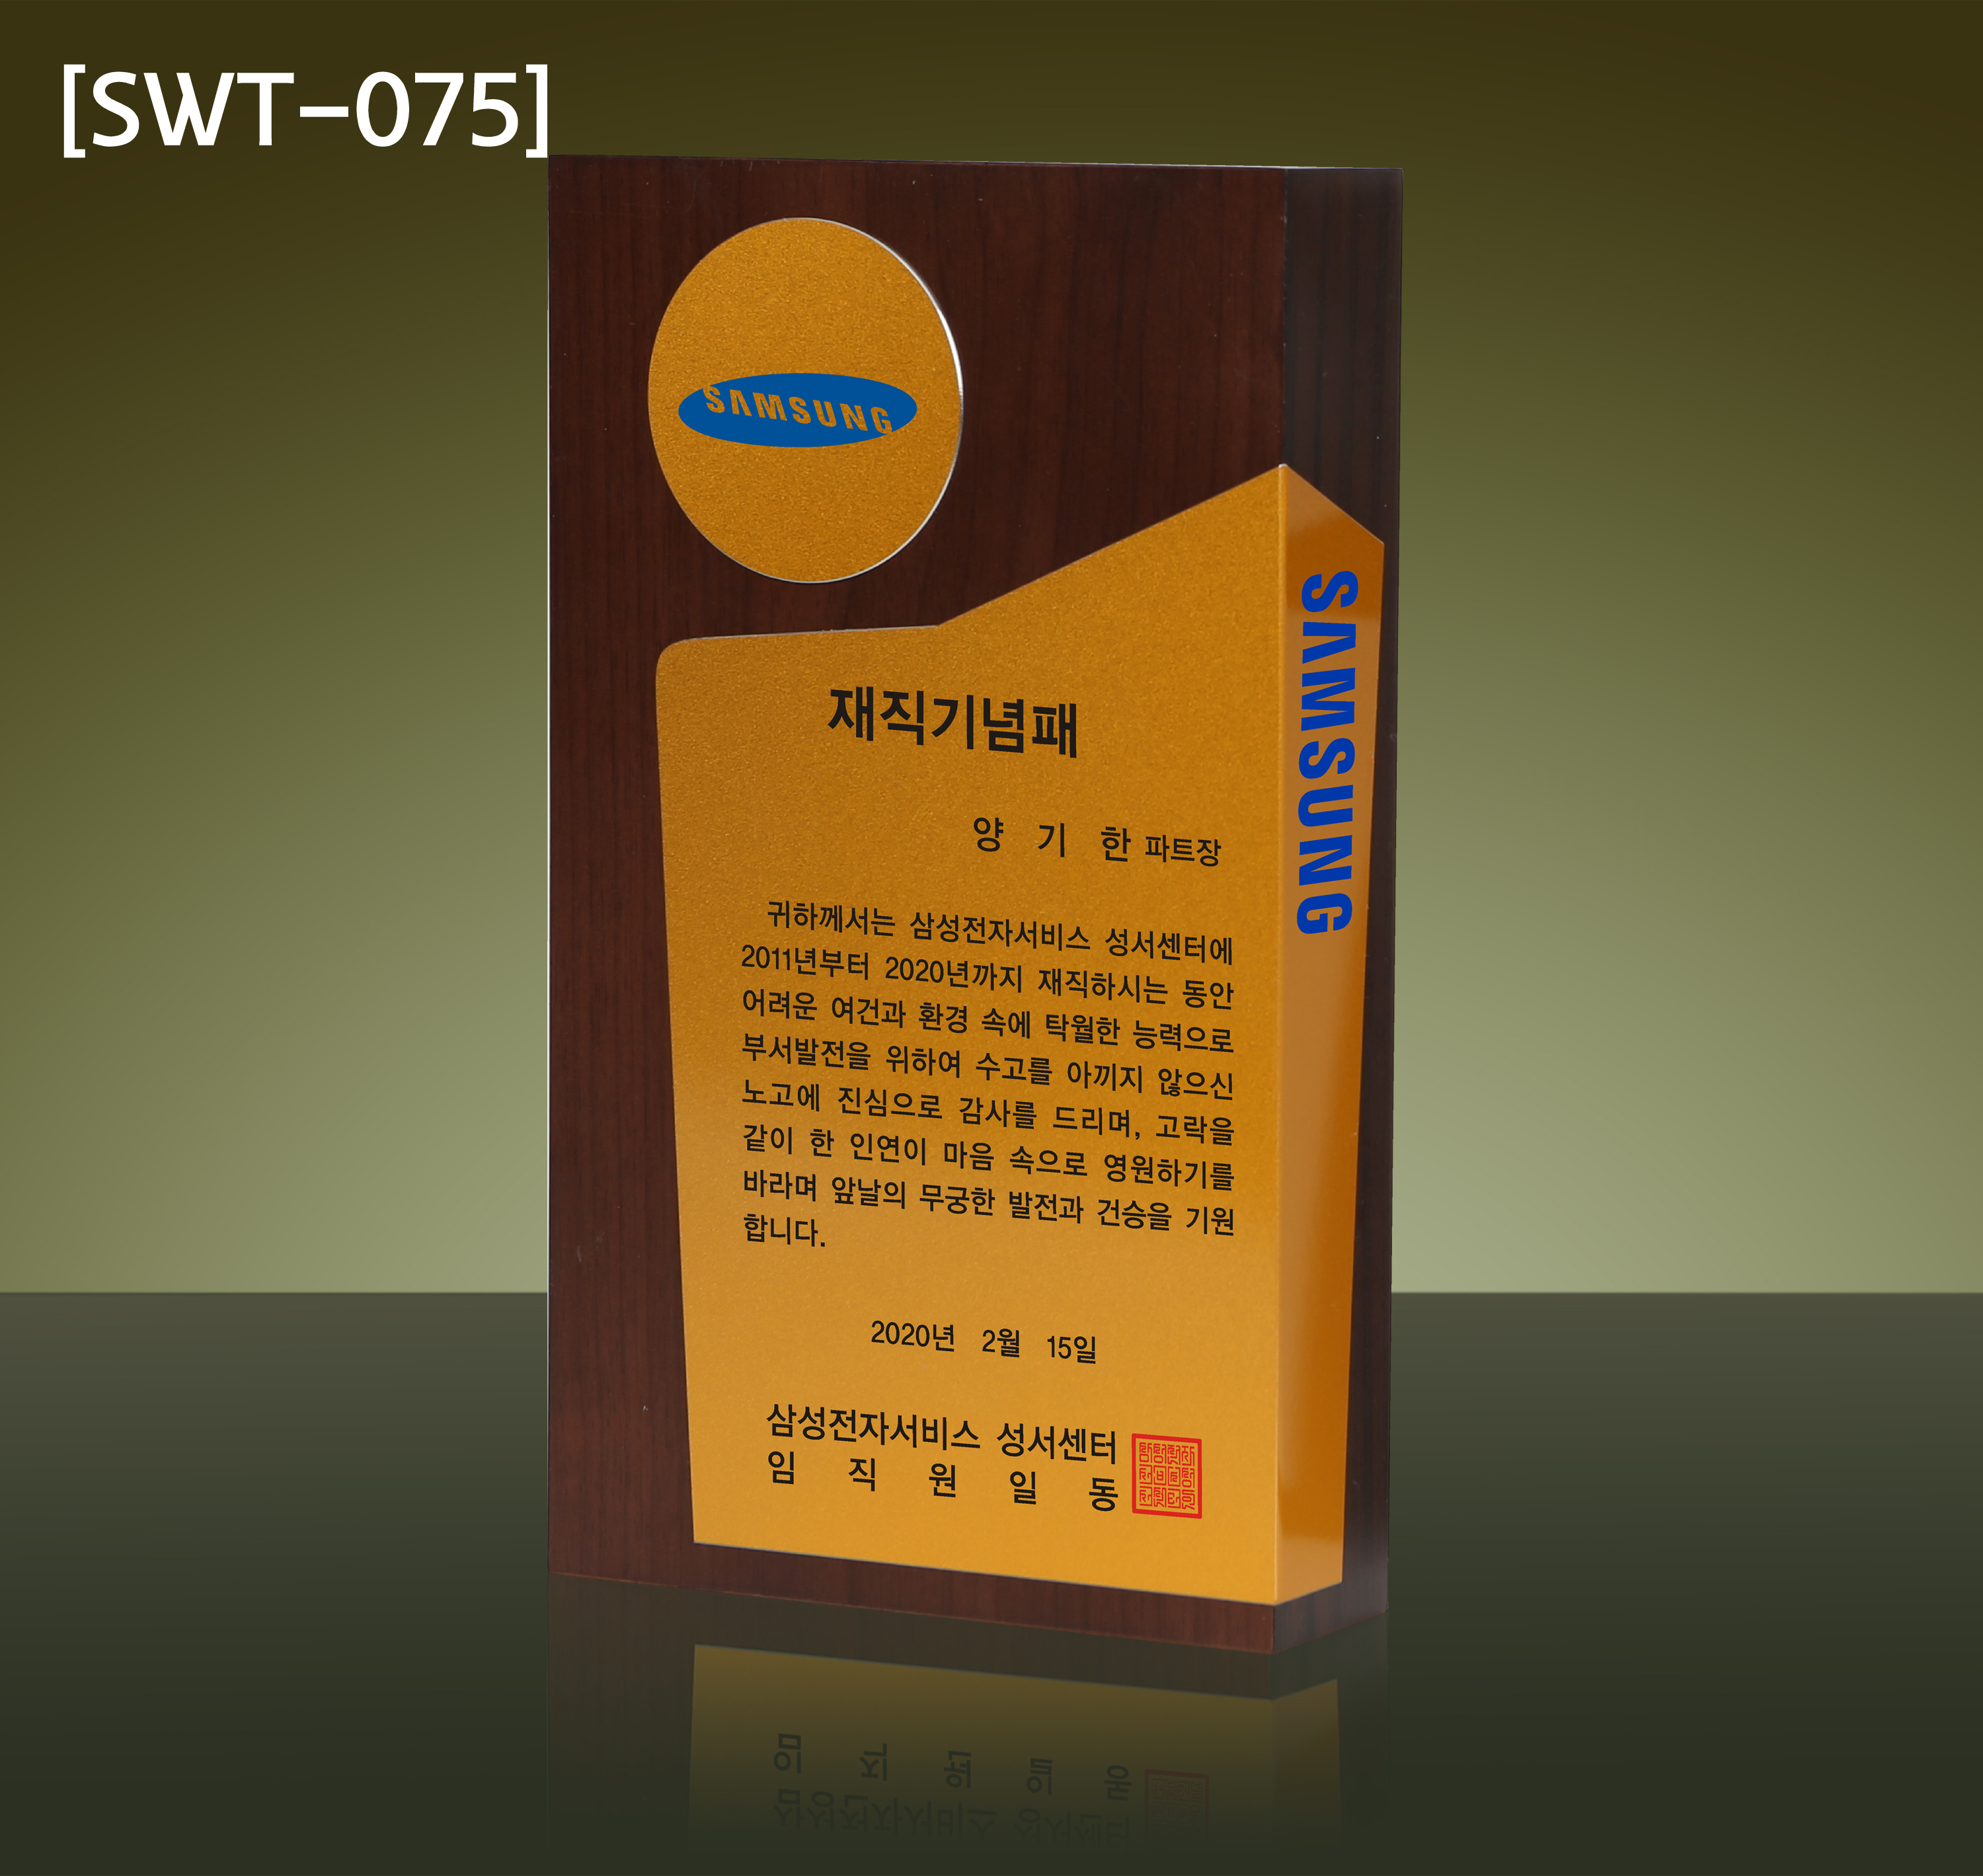 [SWT-075]
SAMSUNG
SAMSUNG
재직기념패
양 기 한 파트장
귀하께서는 삼성전자서비스 성서센터에
2011년부터 2020년까지 재직하시는 동안
어려운 여건과 환경 속에 탁월한 능력으로
부서발전을 위하여 수고를 아끼지 않으신
노고에 진심으로 감사를 드리며, 고락을
같이 한 인연이 마음 속으로 영원하기를
바라며 앞날의 무궁한 발전과 건승을 기원
합니다.
2020년 2월 15일
삼성전자서비스 성서센터
임 직 원 일 동